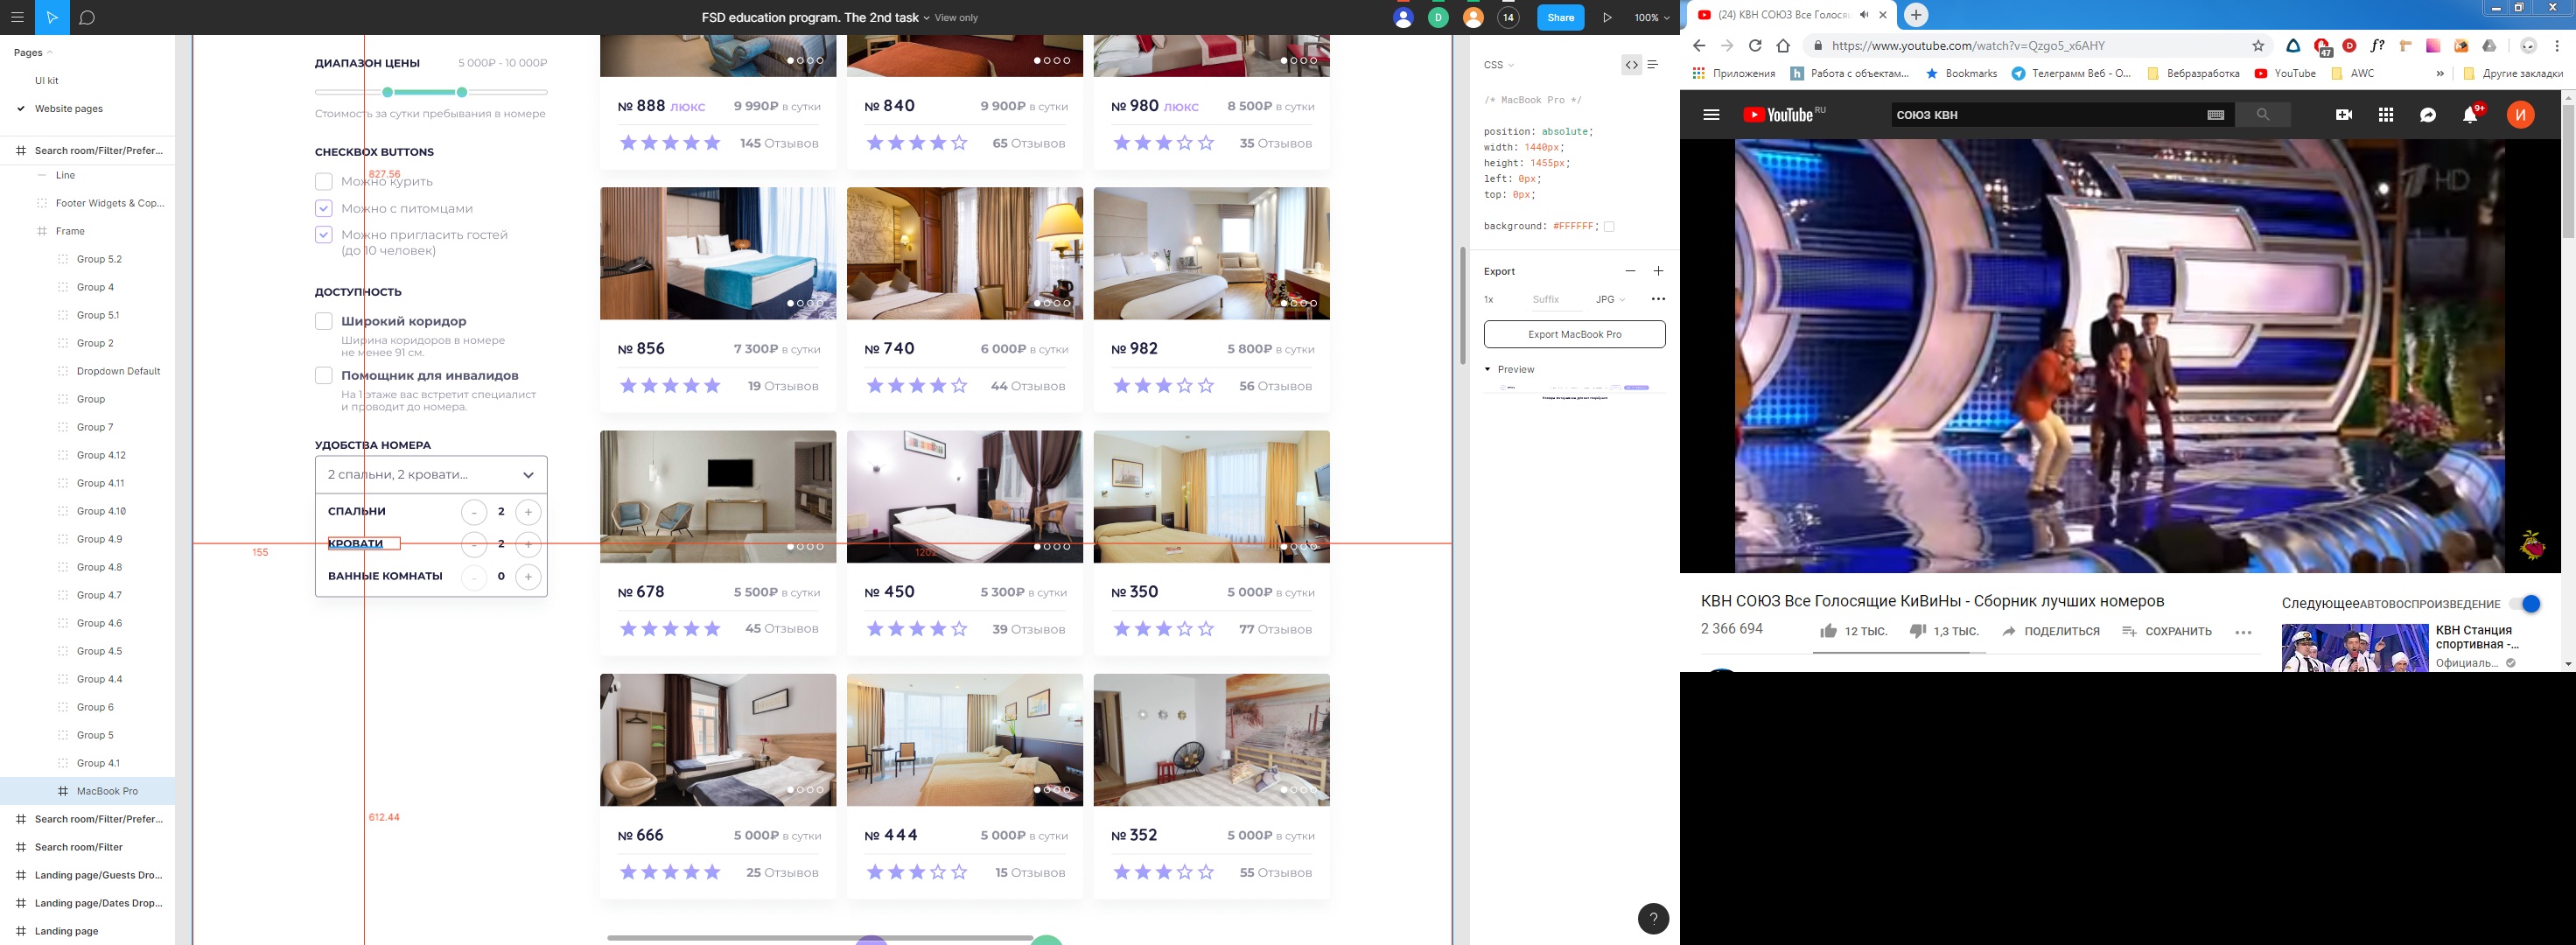 FSD education program. The 2nd task
View only
D
14
Share
100%
Pages
UI kit
Website pages
Search room/Filter/Prefer...
Line
Footer Widgets & Cop...
Frame
Group 5.2
Group 4
Group 5.1
Group 2
Dropdown Default
Group
Group 7
Group 4.12
Group 4.11
Group 4.10
Group 4.9
Group 4.8
Group 4.7
Group 4.6
Group 4.5
Group 4.4
Group 6
Group 5
Group 4.1
MacBook Pro
Search room/Filter/Prefer...
Search room/Filter
Landing page/Guests Dro...
Landing page/Dates Drop...
Landing page
ДИАПАЗОН ЦЕНЫ 5 000₽ - 10 000₽
Стоимость за сутки пребывания в номере
CHECKBOX BUTTONS
827.56
Можно курить
Можно с питомцами
Можно пригласить гостей
(до 10 человек)
ДОСТУПНОСТЬ
Широкий коридор
Ширина коридоров в номере
не менее 91 см.
Помощник для инвалидов
На 1 этаже вас встретит специалист
и проводит до номера.
УДОБСТВА НОМЕРА
2 спальни, 2 кровати...
СПАЛЬНИ - 2 +
КРОВАТИ - 2 +
ВАННЫЕ КОМНАТЫ - 0 +
155
1202
612.44
№ 888 ЛЮКС 9 990₽ в сутки
145 Отзывов
№ 840 9 900₽ в сутки
65 Отзывов
№ 980 ЛЮКС 8 500₽ в сутки
35 Отзывов
№ 856 7 300₽ в сутки
19 Отзывов
№ 740 6 000₽ в сутки
44 Отзывов
№ 982 5 800₽ в сутки
56 Отзывов
№ 678 5 500₽ в сутки
45 Отзывов
№ 450 5 300₽ в сутки
39 Отзывов
№ 350 5 000₽ в сутки
77 Отзывов
№ 666 5 000₽ в сутки
25 Отзывов
№ 444 5 000₽ в сутки
15 Отзывов
№ 352 5 000₽ в сутки
55 Отзывов
CSS
/* MacBook Pro */
position: absolute;
width: 1440px;
height: 1455px;
left: 0px;
top: 0px;
background: #FFFFFF;
Export
1x Suffix JPG
Export MacBook Pro
Preview
?
(24) КВН СОЮЗ Все Голосящ
https://www.youtube.com/watch?v=Qzgo5_x6AHY
47
D
f?
Приложения
h
Работа с объектам...
Bookmarks
Телеграмм Веб - О...
Вебразработка
YouTube
AWC
»
Другие закладки
YouTube RU
союз квн
9+
И
HD
КВН СОЮЗ Все Голосящие КиВиНы - Сборник лучших номеров
2 366 694
12 ТЫС.
1,3 ТЫС.
ПОДЕЛИТЬСЯ
СОХРАНИТЬ
Следующее
АВТОВОСПРОИЗВЕДЕНИЕ
КВН Станция
спортивная -...
Официаль...